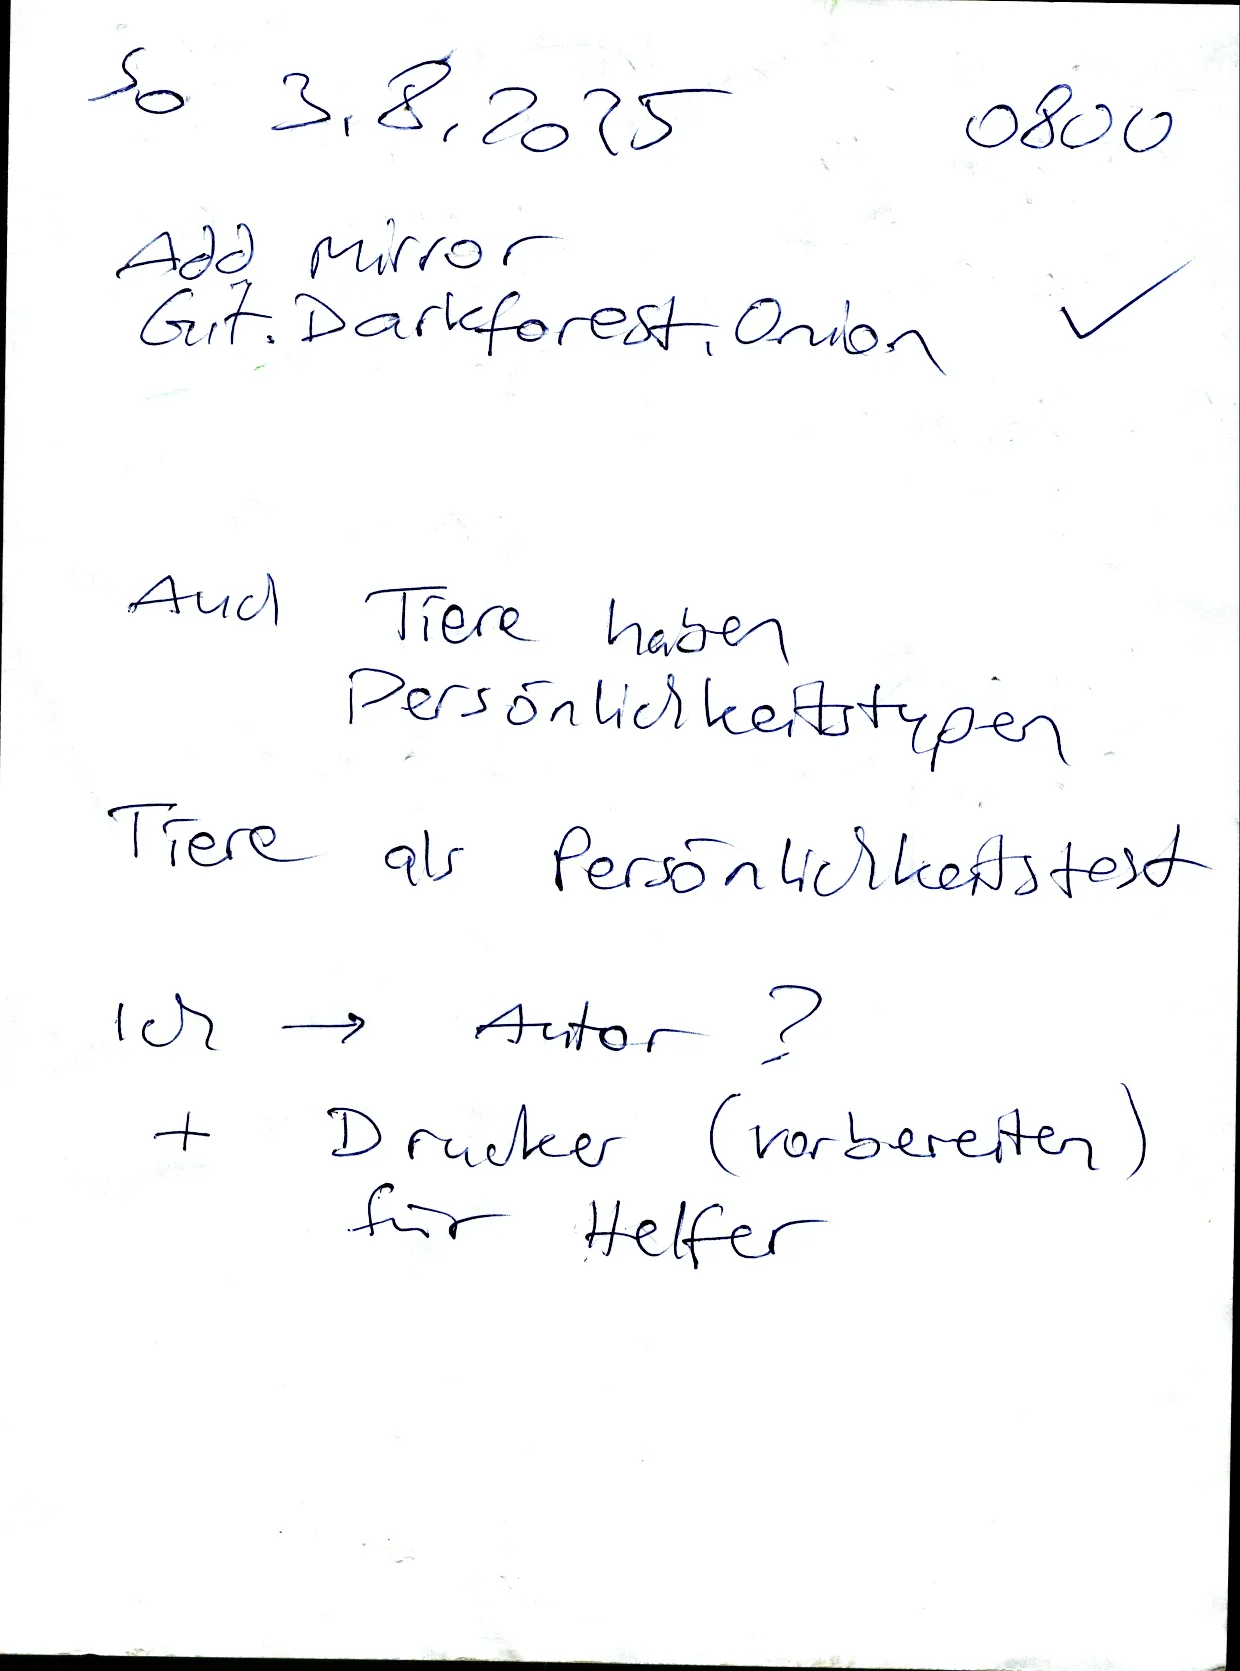 So 3.8.2025 0800
Add mirror
Git.Darkforest.Onion ✓
Auch Tiere haben
Persönlichkeitstypen
Tiere als Persönlichkeitstest
Ich → Autor ?
+ Drucker (vorbereiten)
für Helfer